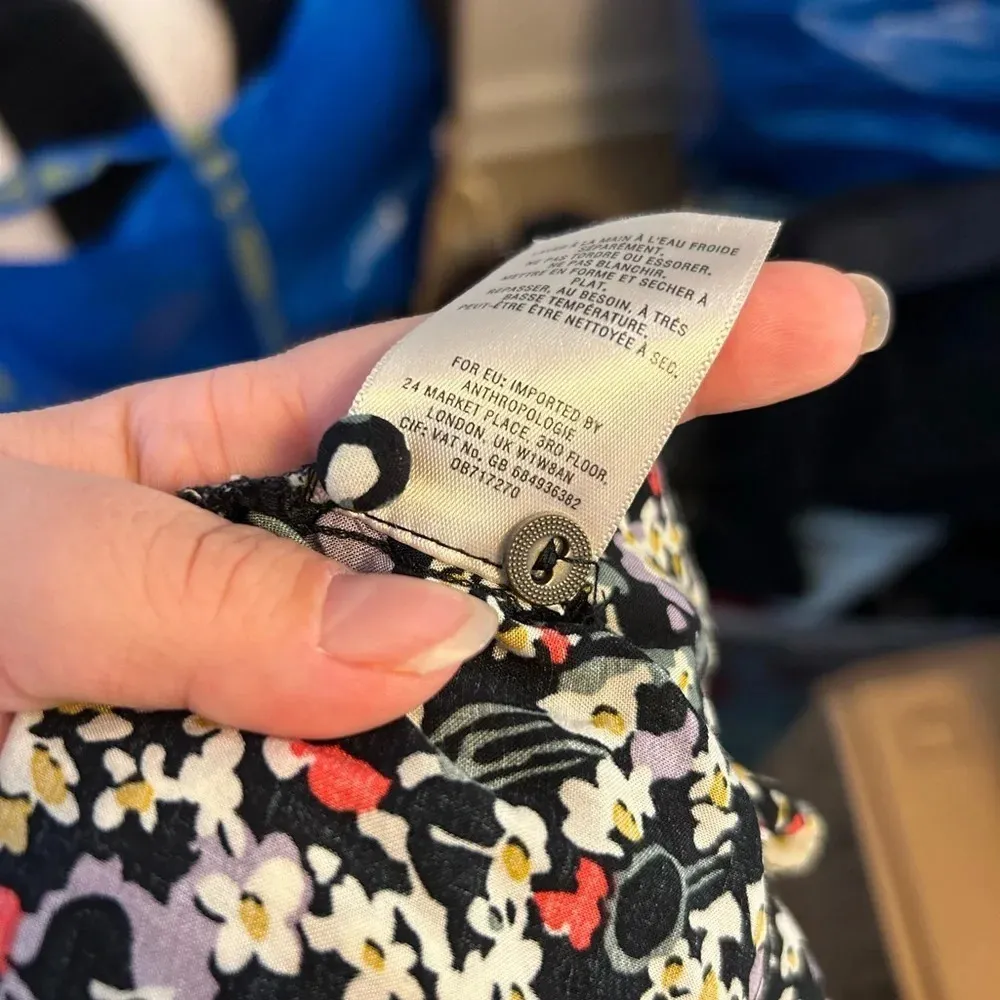 À LA MAIN À L'EAU FROIDE
SÉPARÉMENT.
NE PAS TORDRE OU ESSORER.
NE PAS BLANCHIR.
METTRE EN FORME ET SECHER À
PLAT.
REPASSER, AU BESOIN, À TRÉS
BASSE TEMPÉRATURE.
PEUT-ÊTRE ÊTRE NETTOYÉE À SEC.
FOR EU: IMPORTED BY
ANTHROPOLOGIE
24 MARKET PLACE, 3RD FLOOR,
LONDON, UK W1W8AN
CIF: VAT No. GB 684936382
OB717270